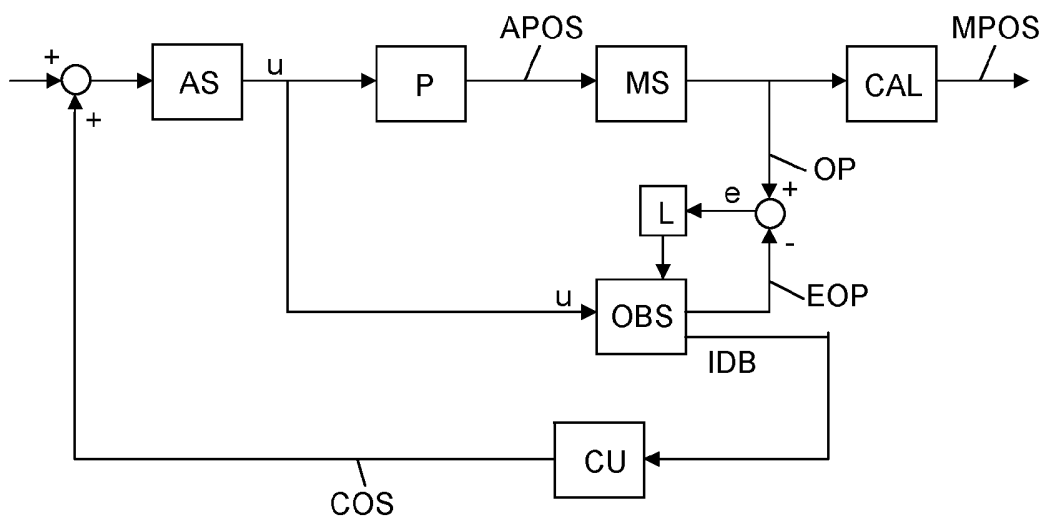 APOS
MPOS
+
AS
u
P
MS
CAL
+
OP
+
e
L
-
EOP
u
OBS
IDB
CU
COS